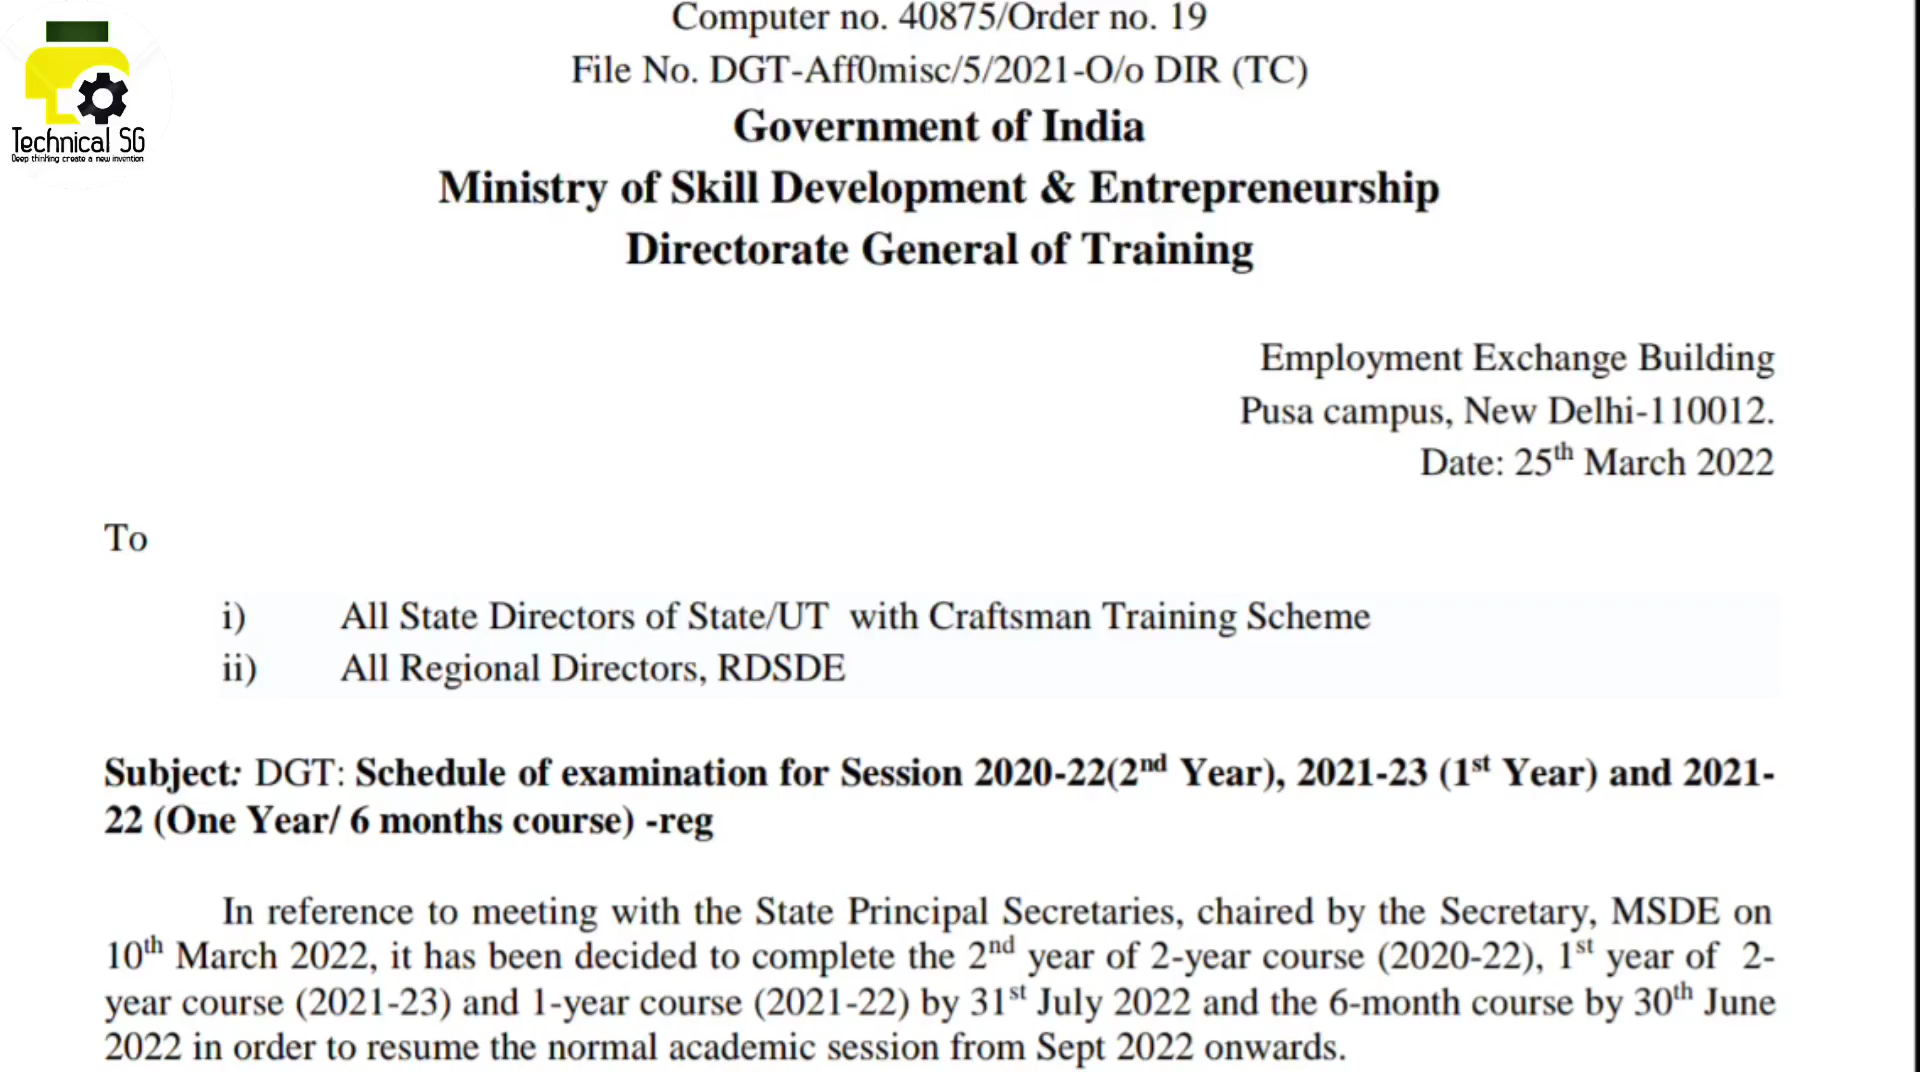 Technical SG
Deep thinking create a new invention
Computer no. 40875/Order no. 19
File No. DGT-Aff0misc/5/2021-O/o DIR (TC)
Government of India
Ministry of Skill Development & Entrepreneurship
Directorate General of Training
Employment Exchange Building
Pusa campus, New Delhi-110012.
Date: 25th March 2022
To
i) All State Directors of State/UT with Craftsman Training Scheme
ii) All Regional Directors, RDSDE
Subject: DGT: Schedule of examination for Session 2020-22(2nd Year), 2021-23 (1st Year) and 2021-
22 (One Year/ 6 months course) -reg
In reference to meeting with the State Principal Secretaries, chaired by the Secretary, MSDE on
10th March 2022, it has been decided to complete the 2nd year of 2-year course (2020-22), 1st year of 2-
year course (2021-23) and 1-year course (2021-22) by 31st July 2022 and the 6-month course by 30th June
2022 in order to resume the normal academic session from Sept 2022 onwards.